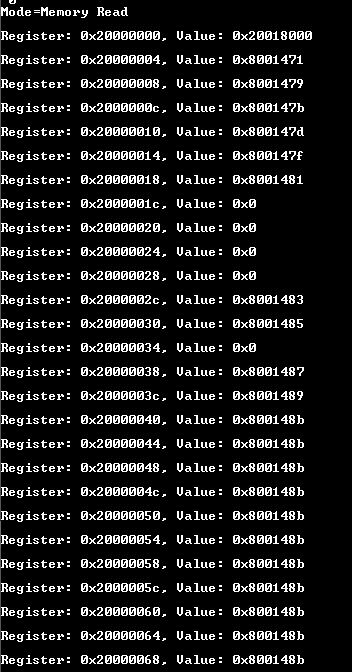 Mode=Memory Read
Register: 0x20000000, Value: 0x20018000
Register: 0x20000004, Value: 0x8001471
Register: 0x20000008, Value: 0x8001479
Register: 0x2000000c, Value: 0x800147b
Register: 0x20000010, Value: 0x800147d
Register: 0x20000014, Value: 0x800147f
Register: 0x20000018, Value: 0x8001481
Register: 0x2000001c, Value: 0x0
Register: 0x20000020, Value: 0x0
Register: 0x20000024, Value: 0x0
Register: 0x20000028, Value: 0x0
Register: 0x2000002c, Value: 0x8001483
Register: 0x20000030, Value: 0x8001485
Register: 0x20000034, Value: 0x0
Register: 0x20000038, Value: 0x8001487
Register: 0x2000003c, Value: 0x8001489
Register: 0x20000040, Value: 0x800148b
Register: 0x20000044, Value: 0x800148b
Register: 0x20000048, Value: 0x800148b
Register: 0x2000004c, Value: 0x800148b
Register: 0x20000050, Value: 0x800148b
Register: 0x20000054, Value: 0x800148b
Register: 0x20000058, Value: 0x800148b
Register: 0x2000005c, Value: 0x800148b
Register: 0x20000060, Value: 0x800148b
Register: 0x20000064, Value: 0x800148b
Register: 0x20000068, Value: 0x800148b